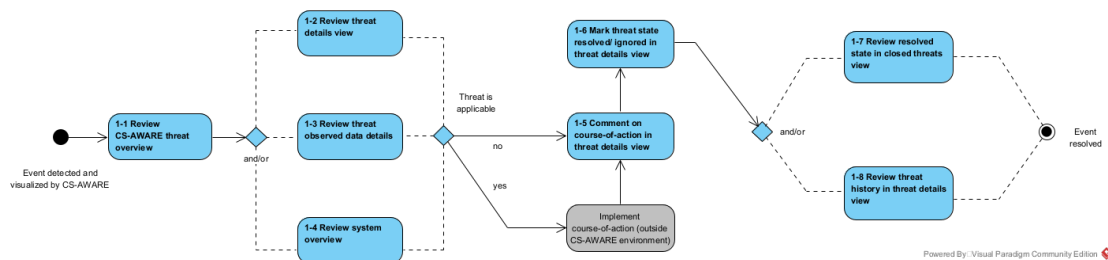 Event detected and
visualized by CS-AWARE
1-1 Review
CS-AWARE threat
overview
and/or
1-2 Review threat
details view
1-3 Review threat
observed data details
1-4 Review system
overview
Threat is
applicable
no
yes
Implement
course-of-action (outside
CS-AWARE environment)
1-5 Comment on
course-of-action in
threat details view
1-6 Mark threat state
resolved/ ignored in
threat details view
and/or
1-7 Review resolved
state in closed threats
view
1-8 Review threat
history in threat details
view
Event
resolved
Powered By Visual Paradigm Community Edition